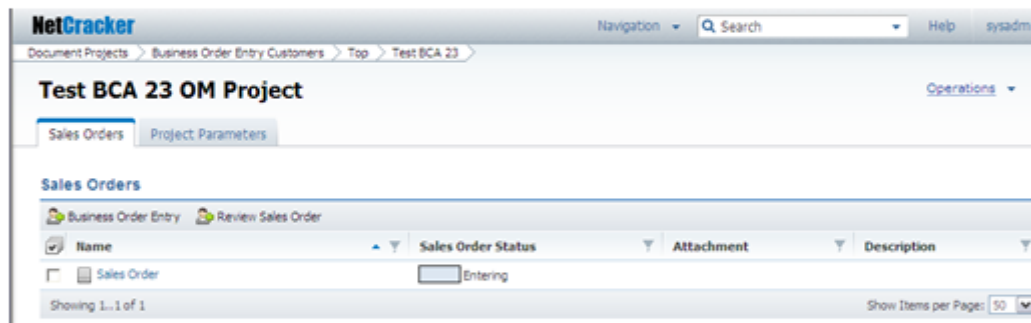 NetCracker Navigation Search Help sysadm
Document Projects Business Order Entry Customers Top Test BCA 23
Test BCA 23 OM Project Operations
Sales Orders Project Parameters
Sales Orders
Business Order Entry Review Sales Order
Name Sales Order Status Attachment Description
Sales Order Entering
Showing 1...1 of 1 Show Items per Page: 50